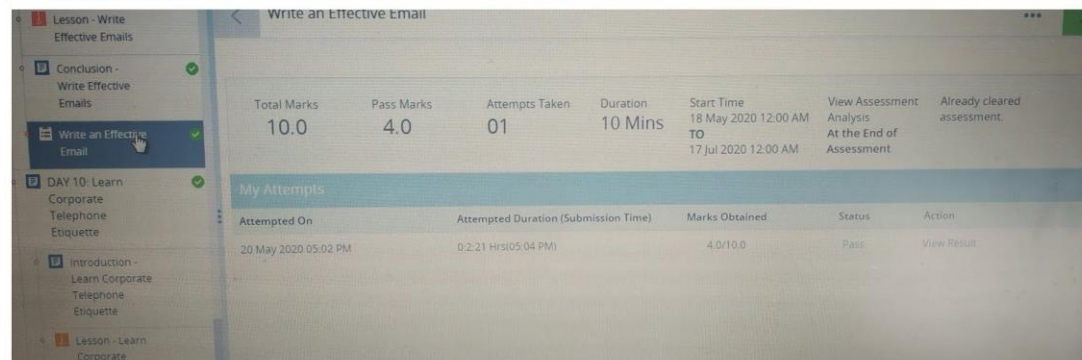 Lesson - Write
Effective Emails
Conclusion -
Write Effective
Emails
Write an Effective
Email
DAY 10: Learn
Corporate
Telephone
Etiquette
Introduction -
Learn Corporate
Telephone
Etiquette
Lesson - Learn
Corporate
Write an Effective Email
Total Marks
10.0
Pass Marks
4.0
Attempts Taken
01
Duration
10 Mins
Start Time
18 May 2020 12:00 AM
TO
17 Jul 2020 12:00 AM
View Assessment
Analysis
At the End of
Assessment
Already cleared
assessment.
My Attempts
Attempted On Attempted Duration (Submission Time) Marks Obtained Status Action
20 May 2020 05:02 PM 0:2:21 Hrs(05:04 PM) 4.0/10.0 Pass View Result